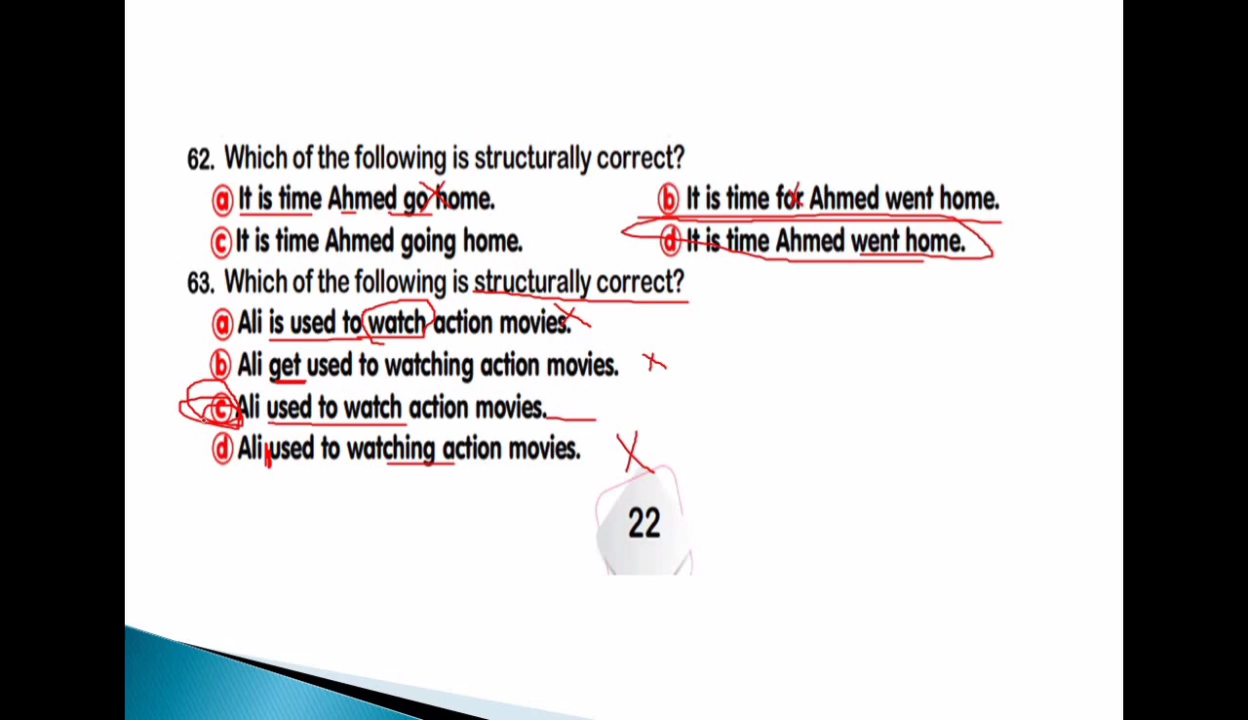 62. Which of the following is structurally correct?
a It is time Ahmed go home. b It is time for Ahmed went home.
c It is time Ahmed going home. d It is time Ahmed went home.
63. Which of the following is structurally correct?
a Ali is used to watch action movies.
b Ali get used to watching action movies.
c Ali used to watch action movies.
d Ali used to watching action movies.
22